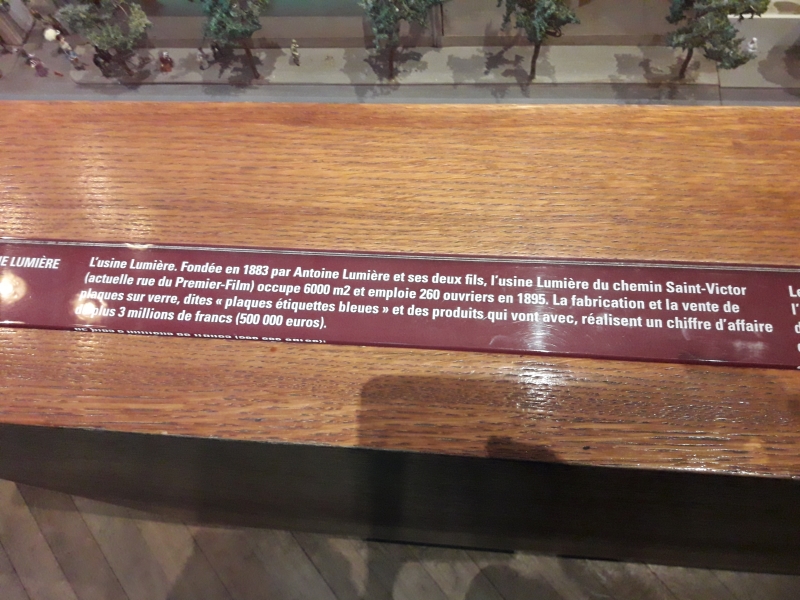 E LUMIÈRE
L'usine Lumière. Fondée en 1883 par Antoine Lumière et ses deux fils, l'usine Lumière du chemin Saint-Victor
(actuelle rue du Premier-Film) occupe 6000 m2 et emploie 260 ouvriers en 1895. La fabrication et la vente de
plaques sur verre, dites « plaques étiquettes bleues » et des produits qui vont avec, réalisent un chiffre d'affaire
de plus 3 millions de francs (500 000 euros).
Le
l'